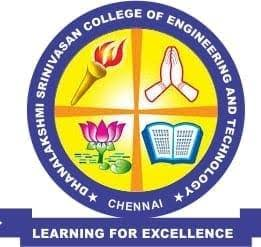 DHANALAKSHMI SRINIVASAN COLLEGE OF ENGINEERING AND TECHNOLOGY
CHENNAI
LEARNING FOR EXCELLENCE